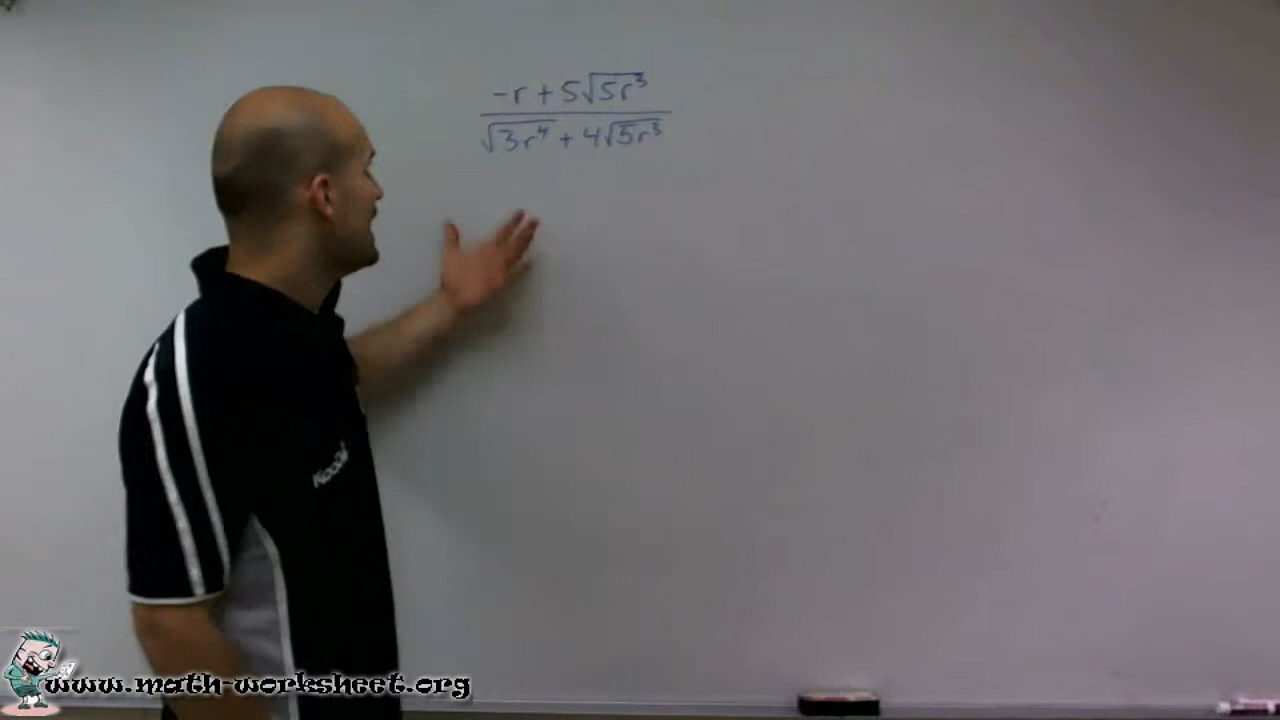 -r + 5√5r³
√3r⁴ + 4√5r³
www.math-worksheet.org